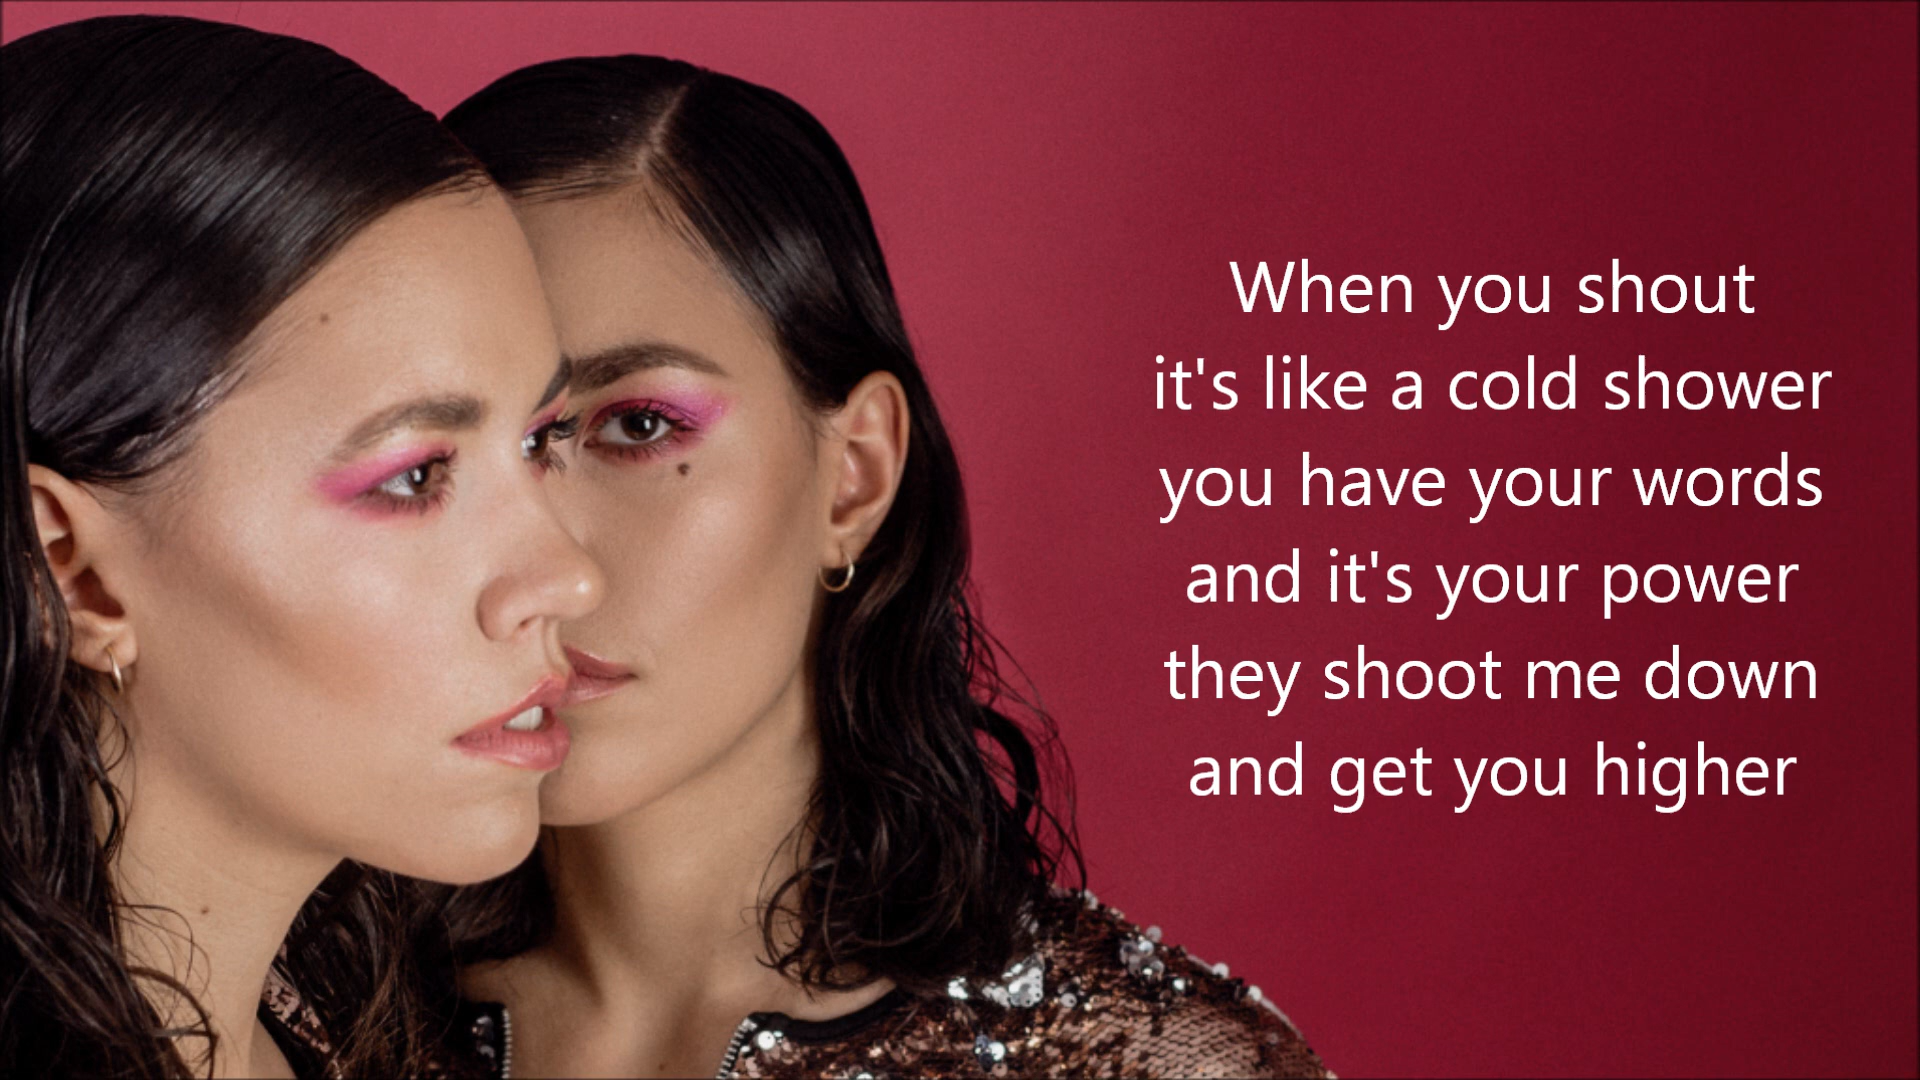 When you shout
it's like a cold shower
you have your words
and it's your power
they shoot me down
and get you higher